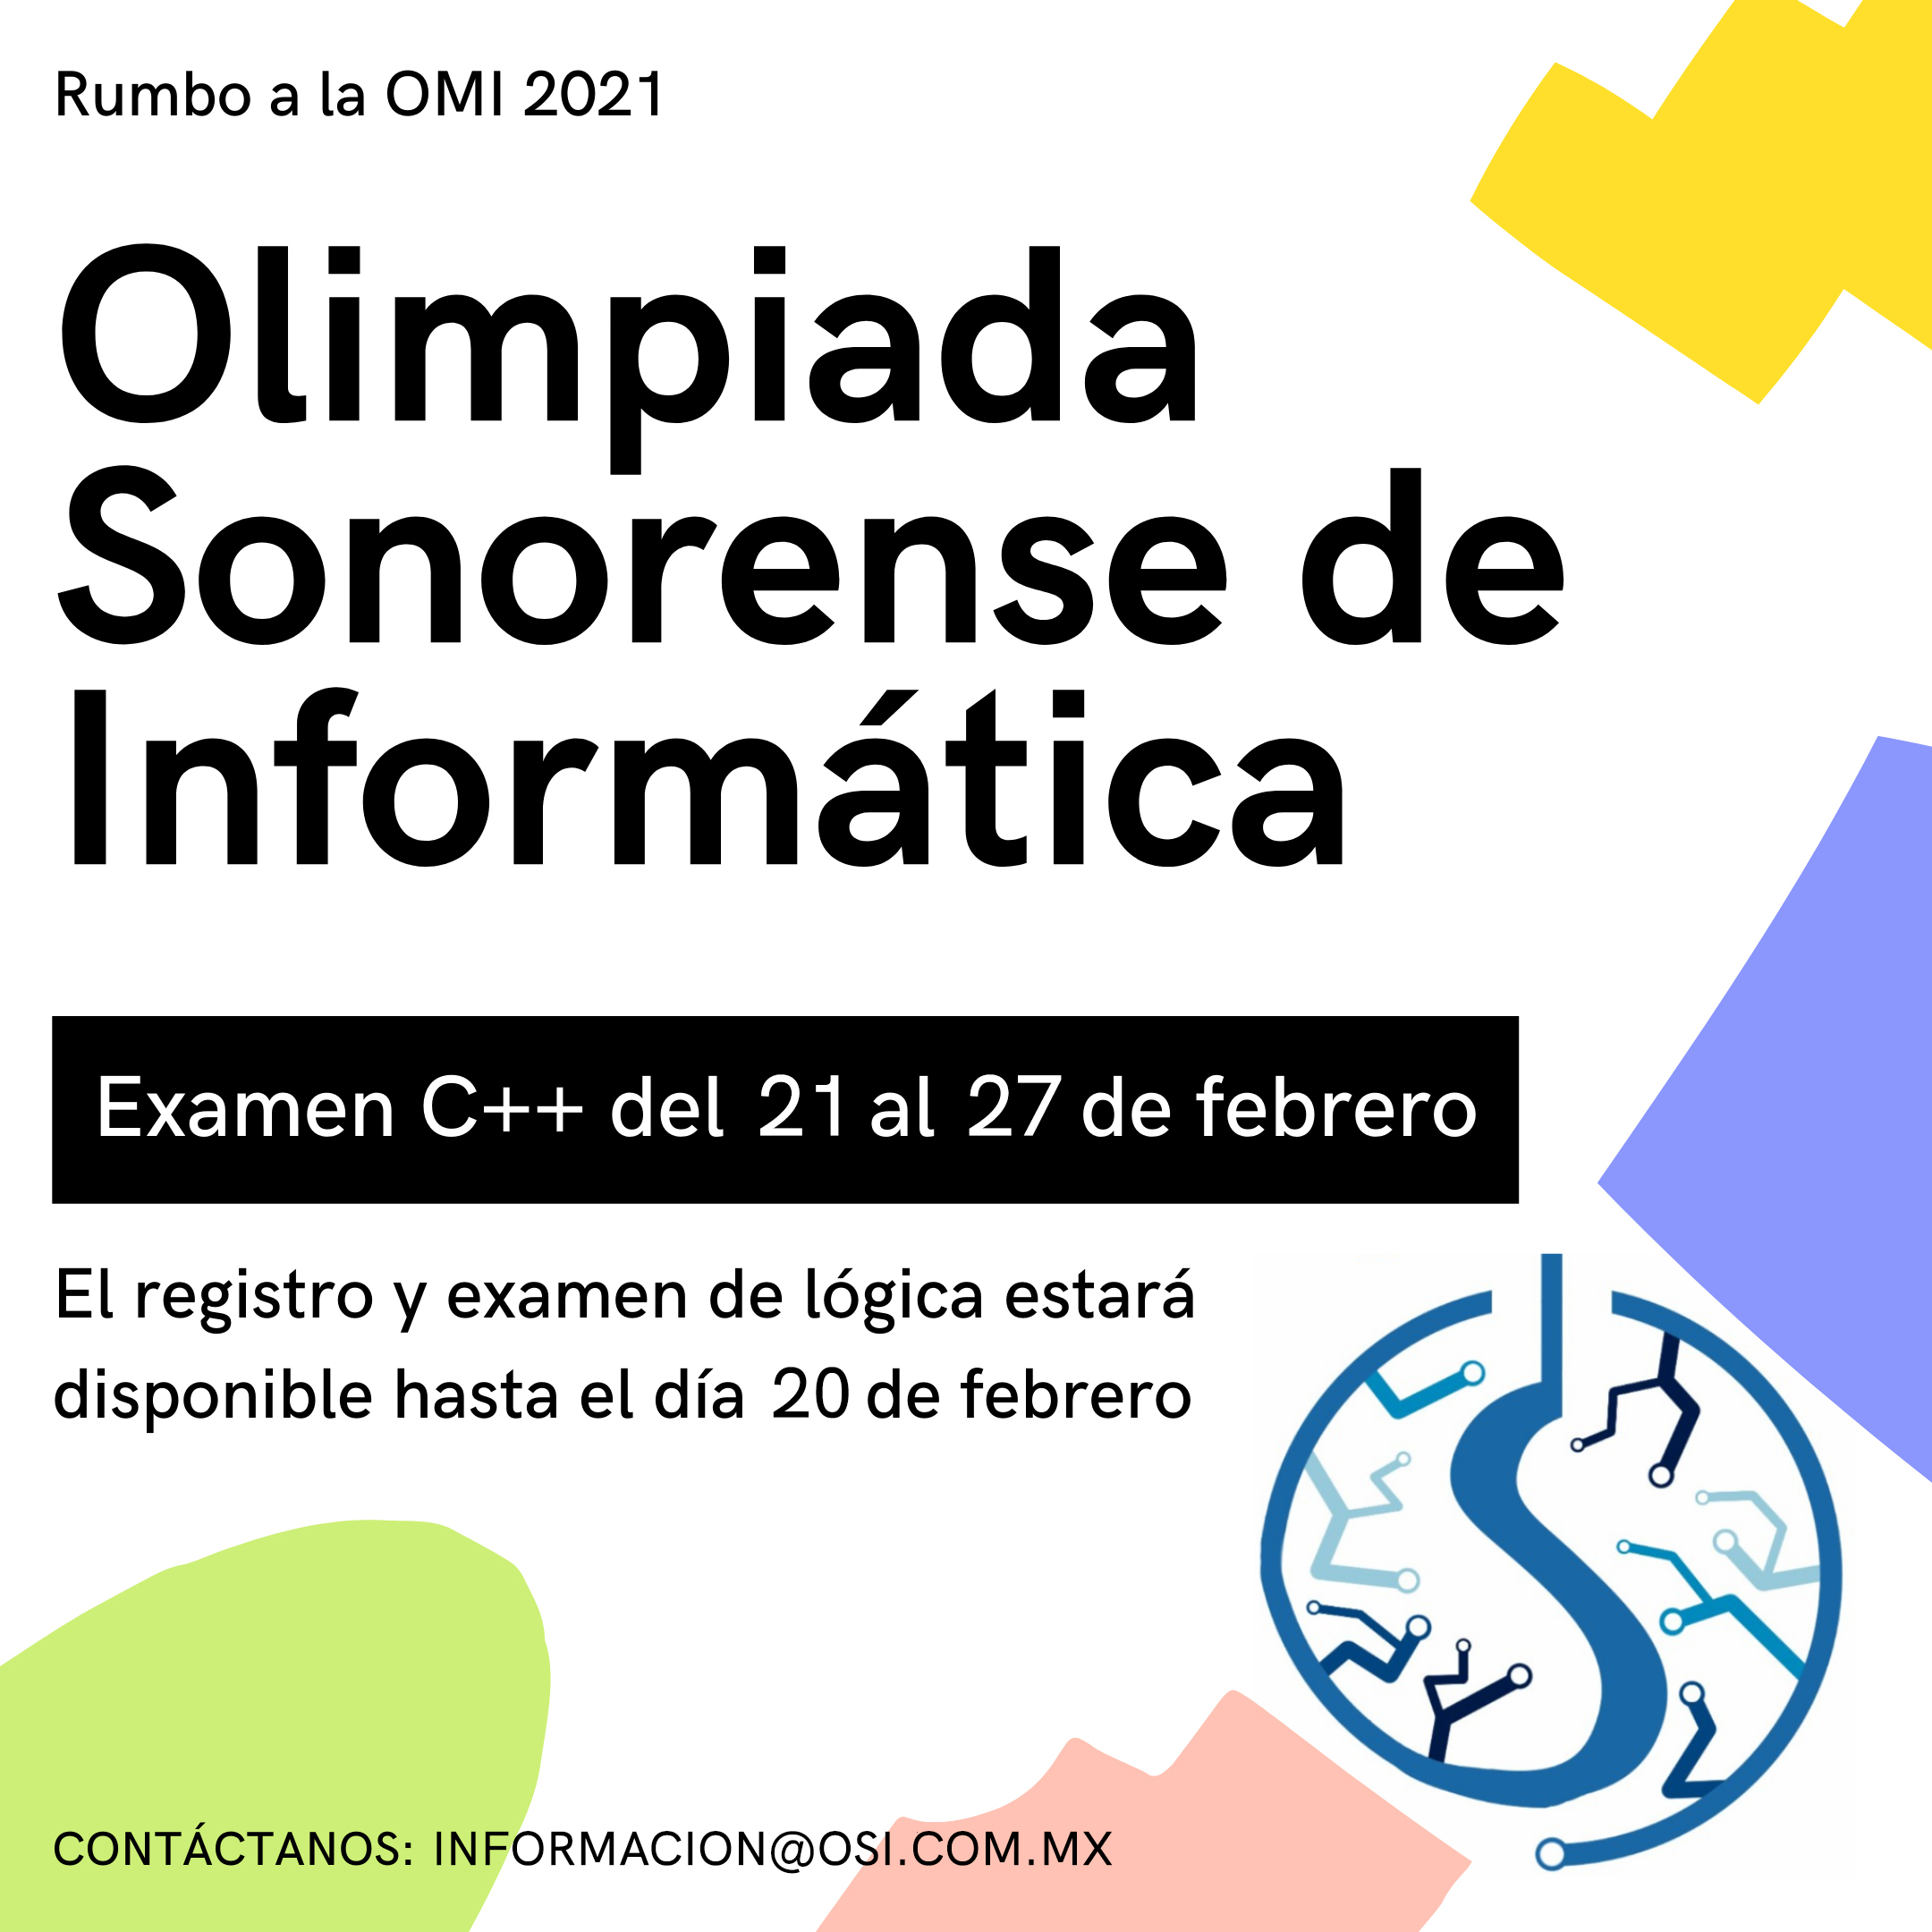 Rumbo a la OMI 2021
Olimpiada
Sonorense de
Informática
Examen C++ del 21 al 27 de febrero
El registro y examen de lógica estará
disponible hasta el día 20 de febrero
CONTÁCTANOS: INFORMACION@OSI.COM.MX